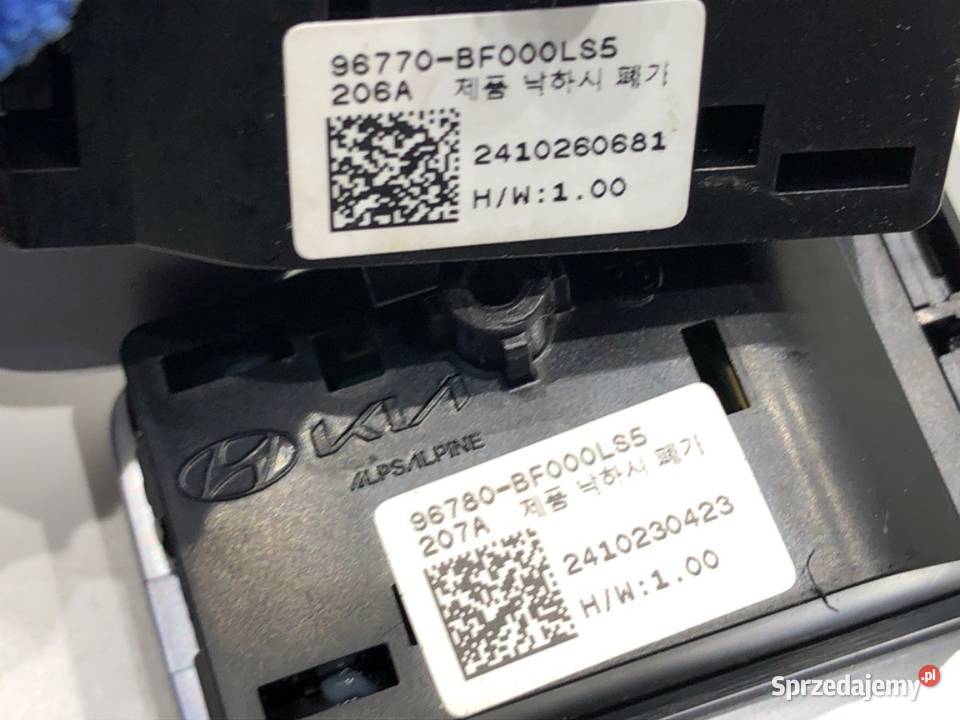 96770-BF000LS5
206A 제품 낙하시 폐기
2410260681
H/W:1.00
KIA
ALPSALPINE
96780-BF000LS5
207A 제품 낙하시 폐기
2410230423
H/W:1.00
Sprzedajemy.pl